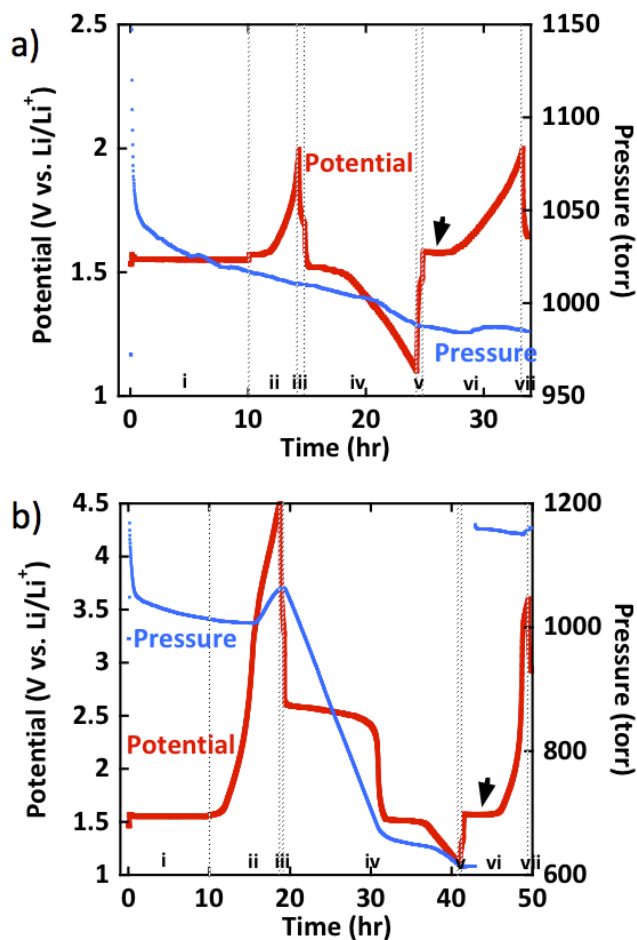 a)
2.5
2
1.5
1
Potential (V vs. Li/Li+)
1150
1100
1050
1000
950
Pressure (torr)
Potential
Pressure
i ii iii iv v vi vii
0 10 20 30
Time (hr)
b)
4.5
4
3.5
3
2.5
2
1.5
1
Potential (V vs. Li/Li+)
1200
1000
800
600
Pressure (torr)
Pressure
Potential
i ii iii iv v vi vii
0 10 20 30 40 50
Time (hr)